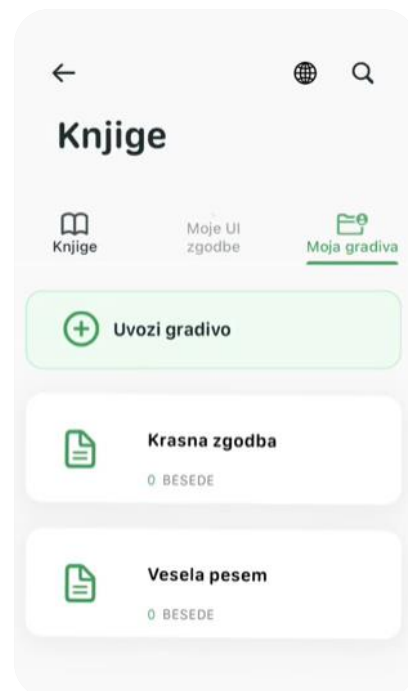 Knjige
Knjige
Moje UI
zgodbe
Moja gradiva
Uvozi gradivo
Krasna zgodba
0 BESEDE
Vesela pesem
0 BESEDE